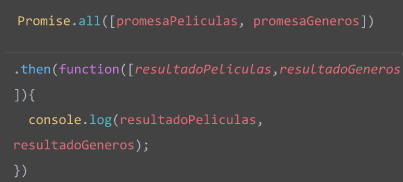 Promise.all([promesaPeliculas, promesaGeneros])
.then(function([resultadoPeliculas,resultadoGeneros
]){
console.log(resultadoPeliculas,
resultadoGeneros);
})